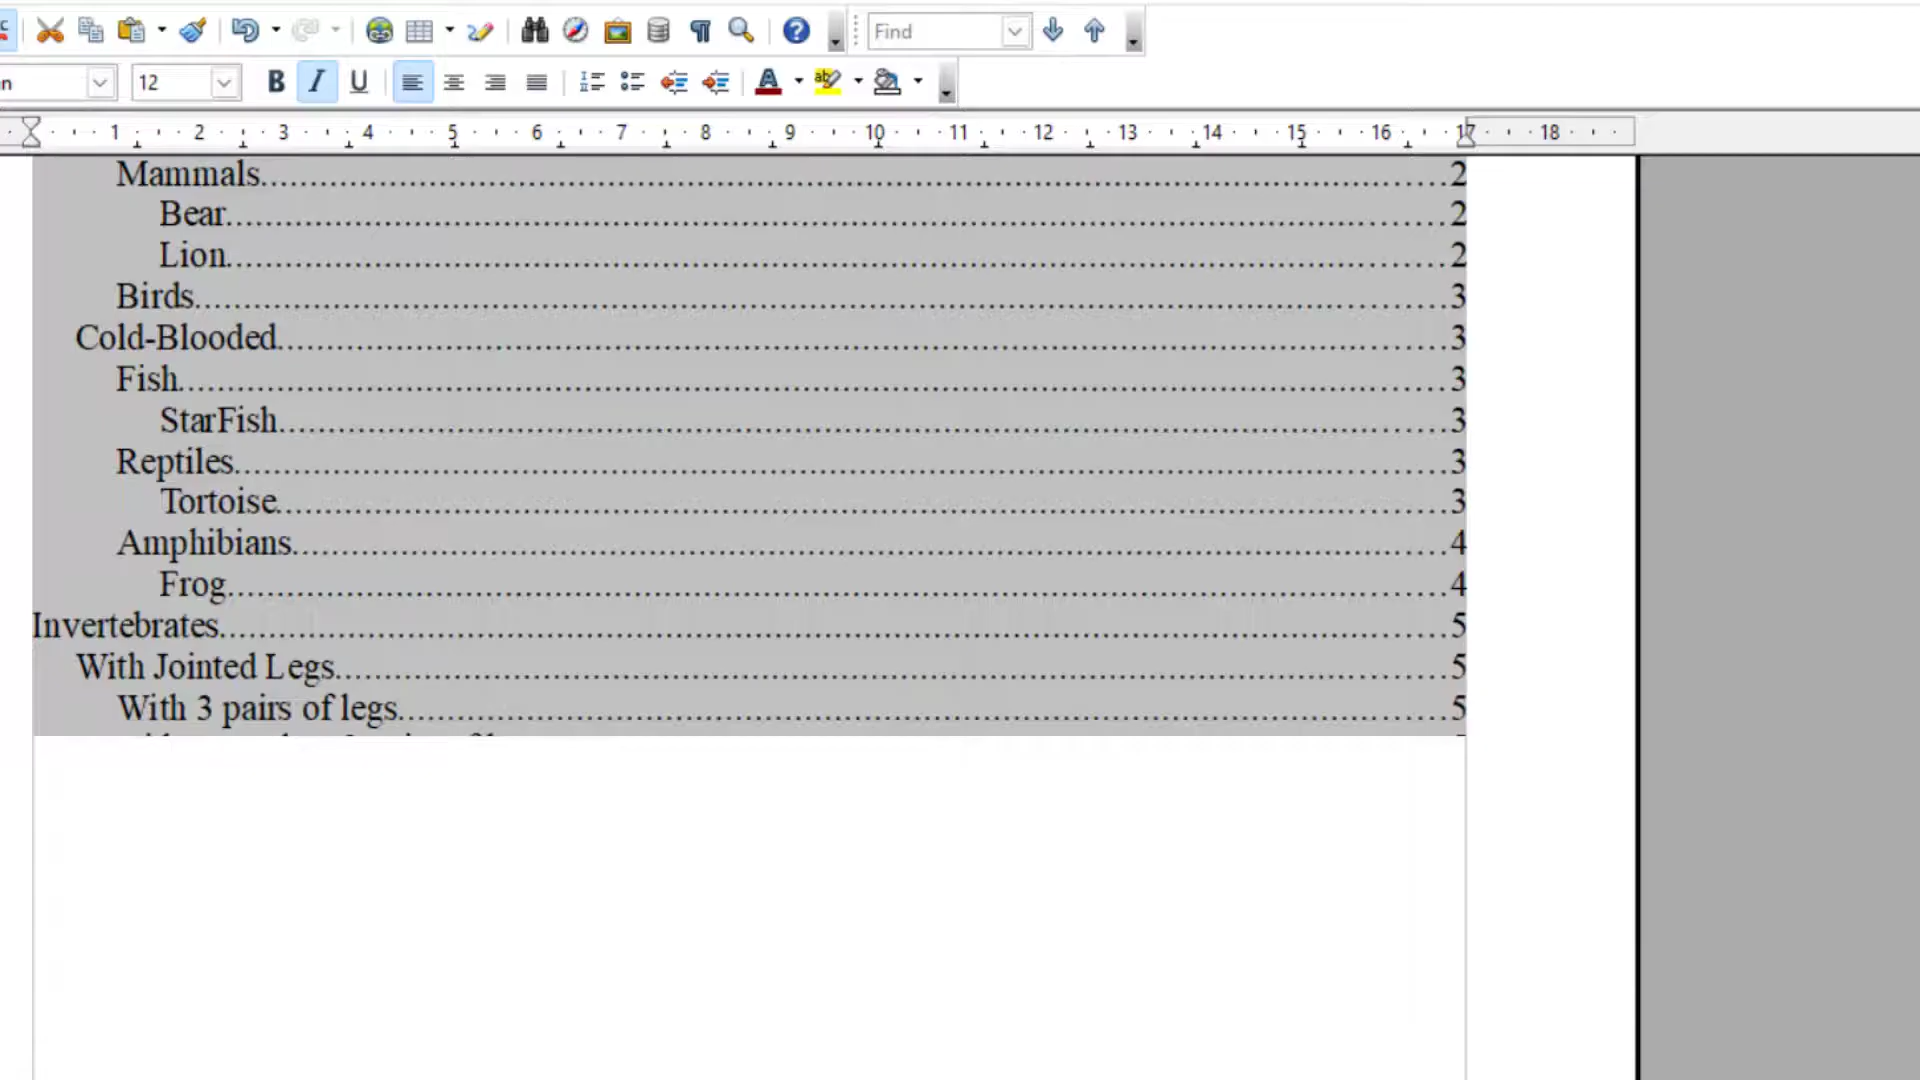 Find
12
B I U
1 2 3 4 5 6 7 8 9 10 11 12 13 14 15 16 17 18
Mammals 2
Bear 2
Lion 2
Birds 3
Cold-Blooded 3
Fish 3
StarFish 3
Reptiles 3
Tortoise 3
Amphibians 4
Frog 4
Invertebrates 5
With Jointed Legs 5
With 3 pairs of legs 5